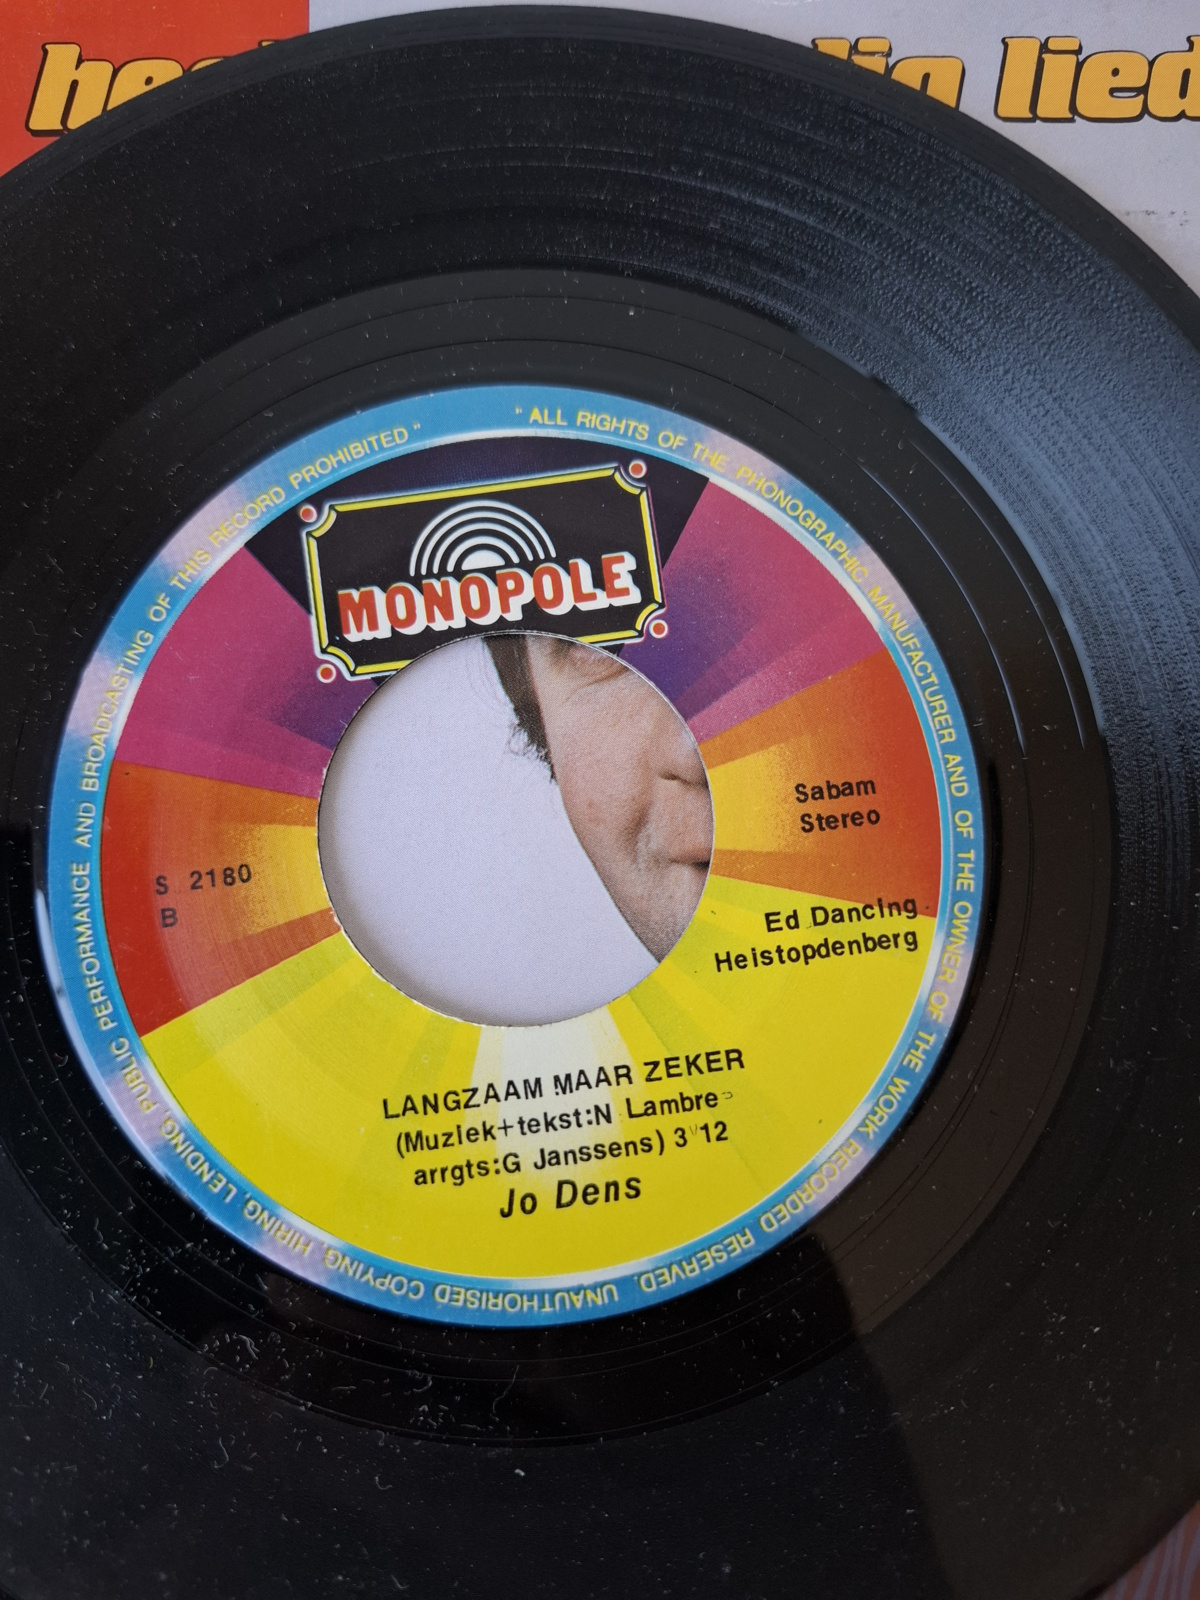 lied
" ALL RIGHTS OF THE PHONOGRAPHIC MANUFACTURER AND OF THE OWNER OF THE WORK RECORDED RESERVED. UNAUTHORISED COPYING, HIRING, LENDING, PUBLIC PERFORMANCE AND BROADCASTING OF THIS RECORD PROHIBITED "
MONOPOLE
Sabam
Stereo
S 2180
B
Ed Dancing
Heistopdenberg
LANGZAAM MAAR ZEKER
(Muziek+tekst:N Lambre
arrgts:G Janssens) 3'12
Jo Dens